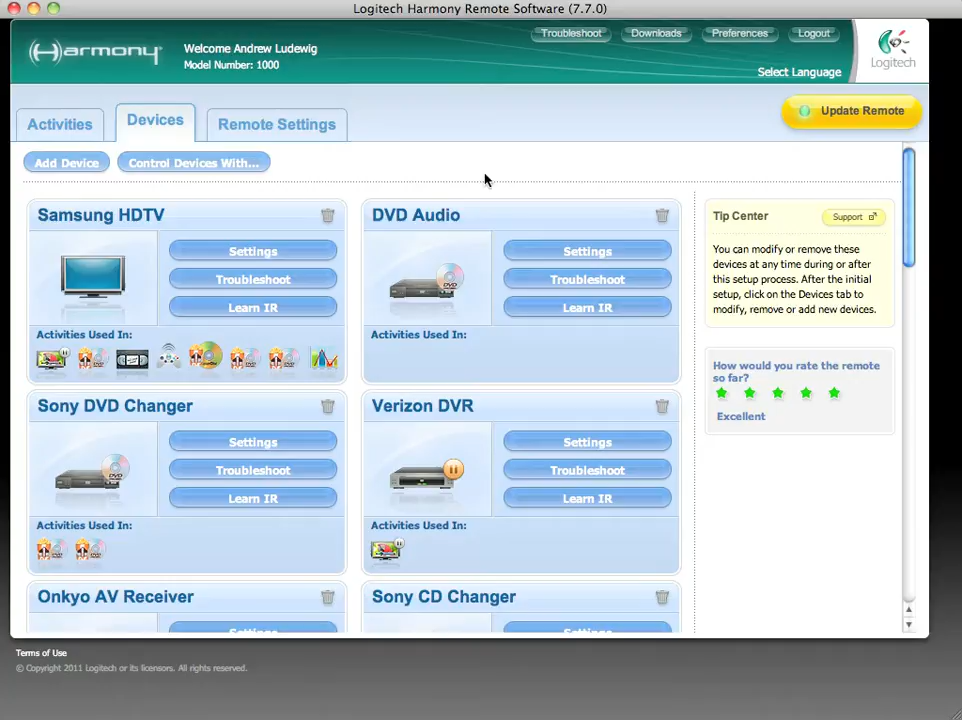 Logitech Harmony Remote Software (7.7.0)
Harmony
Welcome Andrew Ludewig
Model Number: 1000
Troubleshoot
Downloads
Preferences
Logout
Select Language
Logitech
Activities
Devices
Remote Settings
Update Remote
Add Device
Control Devices With...
Samsung HDTV
Settings
Troubleshoot
Learn IR
Activities Used In:
DVD Audio
Settings
Troubleshoot
Learn IR
Activities Used In:
Sony DVD Changer
Settings
Troubleshoot
Learn IR
Activities Used In:
Verizon DVR
Settings
Troubleshoot
Learn IR
Activities Used In:
Onkyo AV Receiver
Settings
Sony CD Changer
Settings
Tip Center
Support
You can modify or remove these
devices at any time during or after
this setup process. After the initial
setup, click on the Devices tab to
modify, remove or add new devices.
How would you rate the remote
so far?
Excellent
Terms of Use
© Copyright 2011 Logitech or its licensors. All rights reserved.